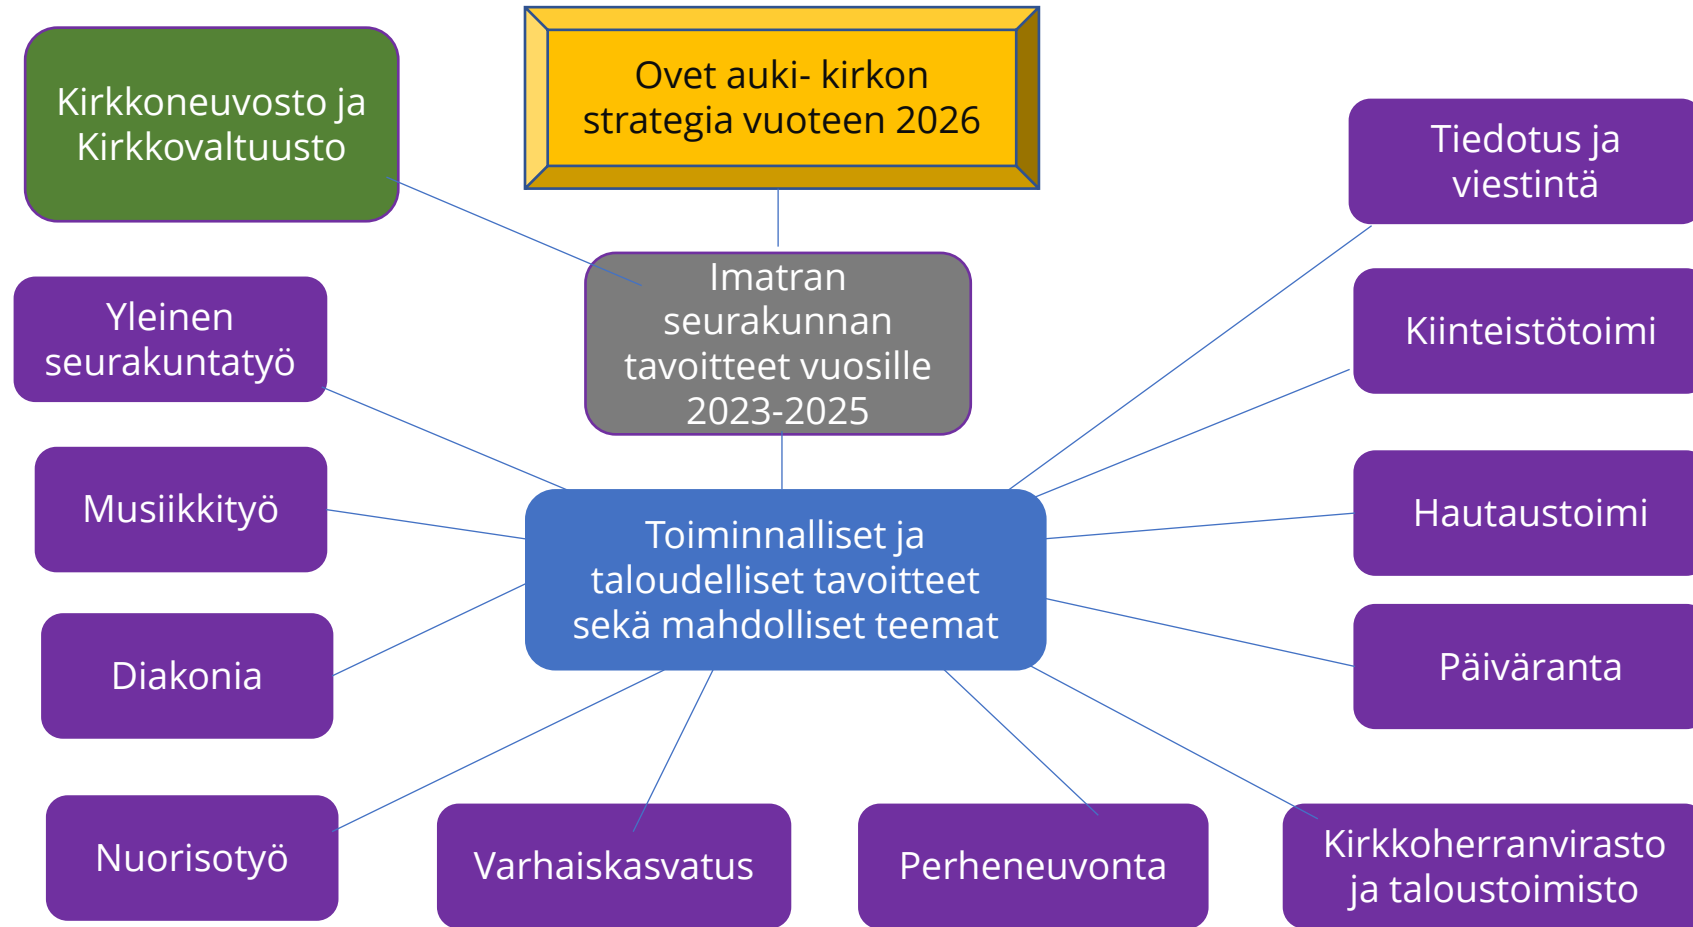 Kirkkoneuvosto ja
Kirkkovaltuusto
Ovet auki- kirkon
strategia vuoteen 2026
Tiedotus ja
viestintä
Yleinen
seurakuntatyö
Imatran
seurakunnan
tavoitteet vuosille
2023-2025
Kiinteistötoimi
Musiikkityö
Toiminnalliset ja
taloudelliset tavoitteet
sekä mahdolliset teemat
Hautaustoimi
Diakonia
Päiväranta
Nuorisotyö
Varhaiskasvatus
Perheneuvonta
Kirkkoherranvirasto
ja taloustoimisto